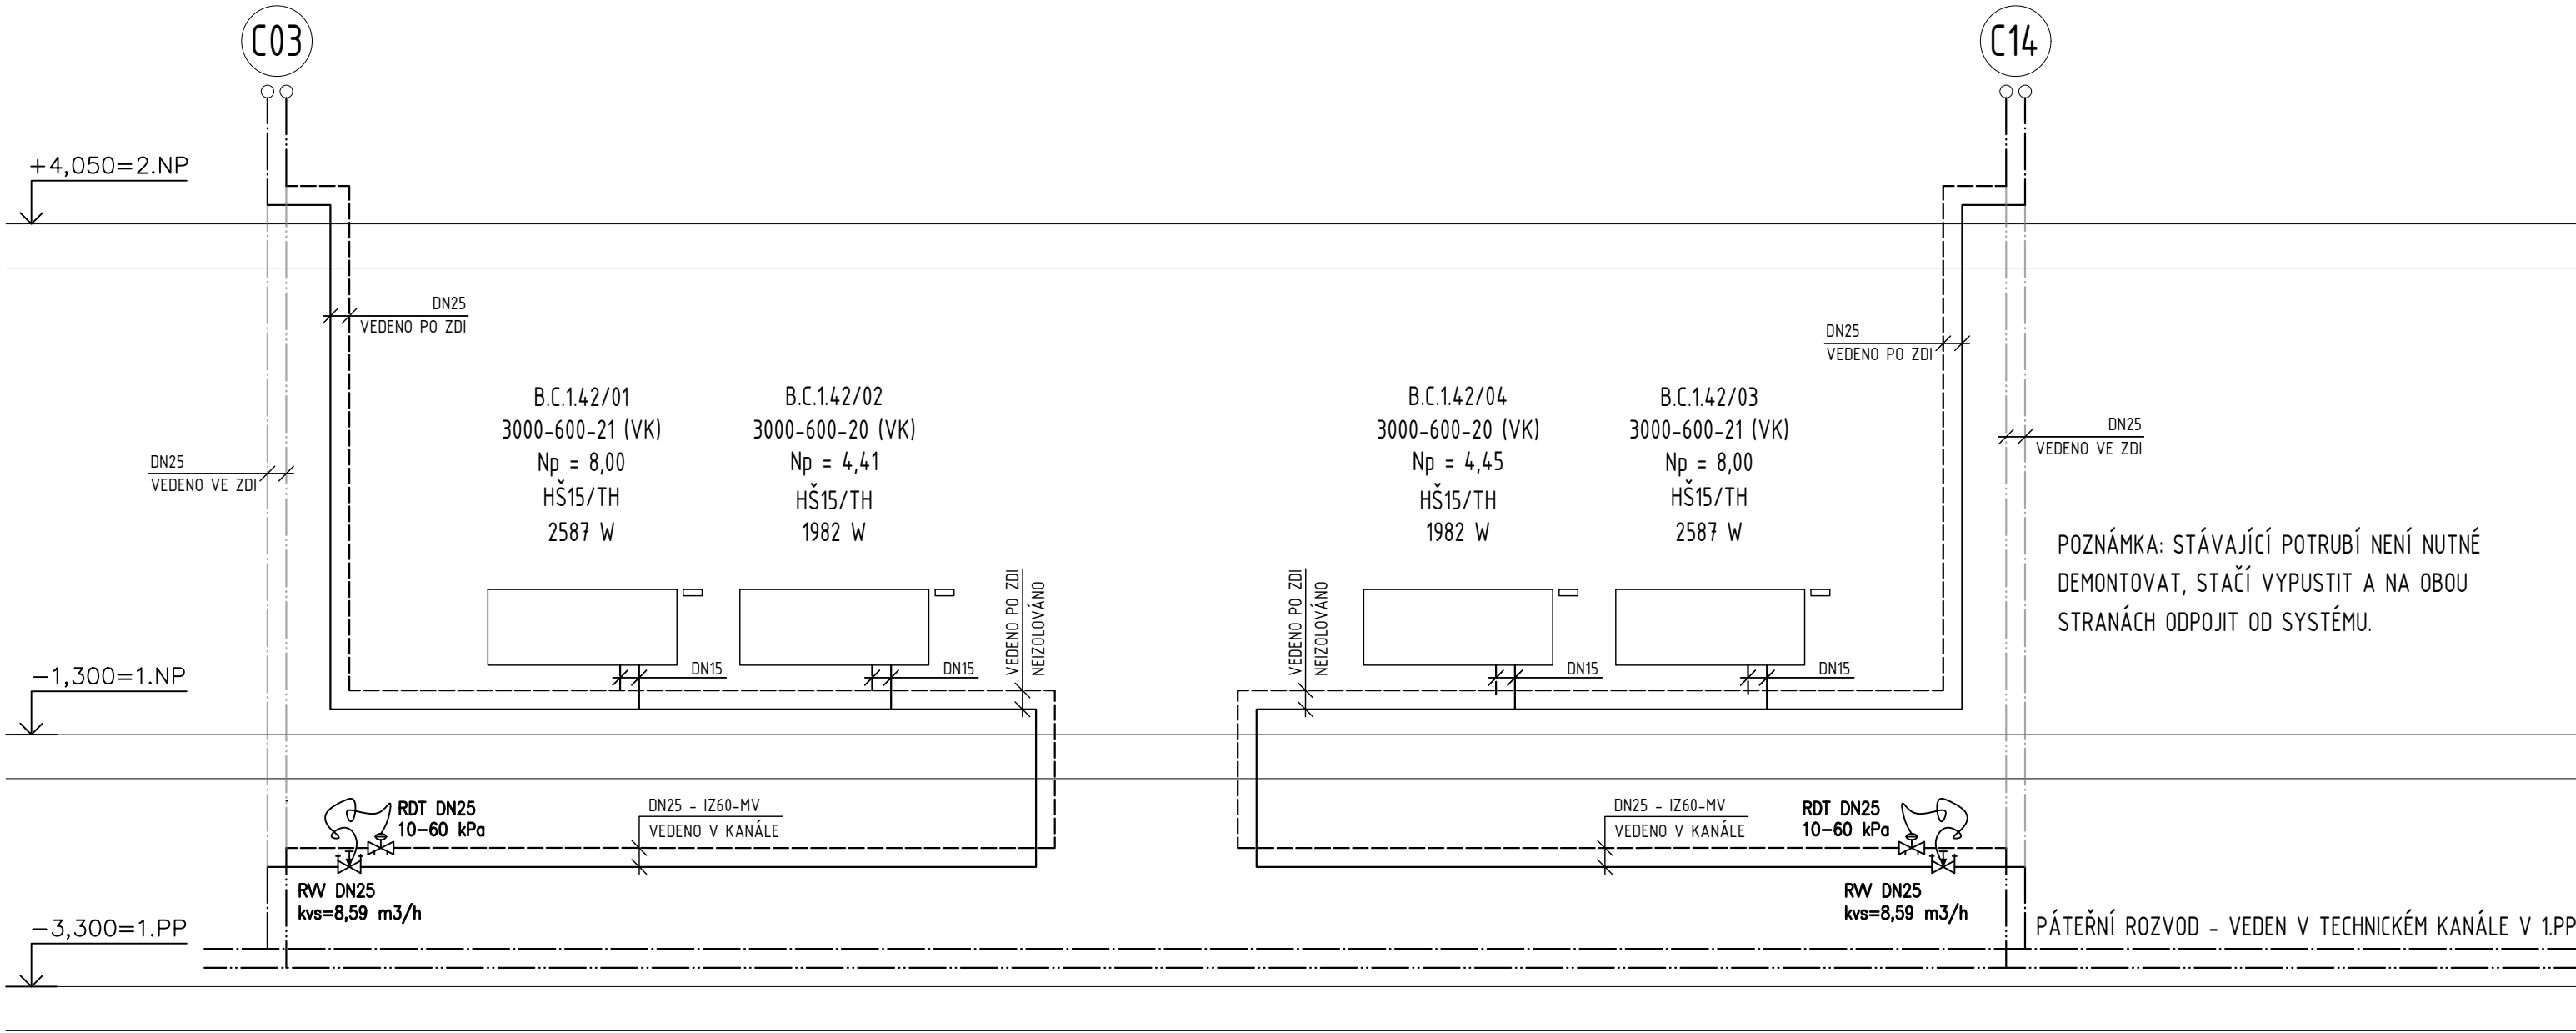 C03
C14
+4,050=2.NP
DN25
VEDENO PO ZDI
DN25
VEDENO PO ZDI
B.C.1.42/01
3000-600-21 (VK)
Np = 8,00
HŠ15/TH
2587 W
B.C.1.42/02
3000-600-20 (VK)
Np = 4,41
HŠ15/TH
1982 W
B.C.1.42/04
3000-600-20 (VK)
Np = 4,45
HŠ15/TH
1982 W
B.C.1.42/03
3000-600-21 (VK)
Np = 8,00
HŠ15/TH
2587 W
DN25
VEDENO VE ZDI
DN25
VEDENO VE ZDI
POZNÁMKA: STÁVAJÍCÍ POTRUBÍ NENÍ NUTNÉ
DEMONTOVAT, STAČÍ VYPUSTIT A NA OBOU
STRANÁCH ODPOJIT OD SYSTÉMU.
VEDENO PO ZDI
NEIZOLOVÁNO
VEDENO PO ZDI
NEIZOLOVÁNO
-1,300=1.NP
DN15
DN15
DN15
DN15
RDT DN25
10-60 kPa
DN25 - IZ60-MV
VEDENO V KANÁLE
DN25 - IZ60-MV
VEDENO V KANÁLE
RDT DN25
10-60 kPa
RVV DN25
kvs=8,59 m3/h
RVV DN25
kvs=8,59 m3/h
-3,300=1.PP
PÁTEŘNÍ ROZVOD - VEDEN V TECHNICKÉM KANÁLE V 1.PP